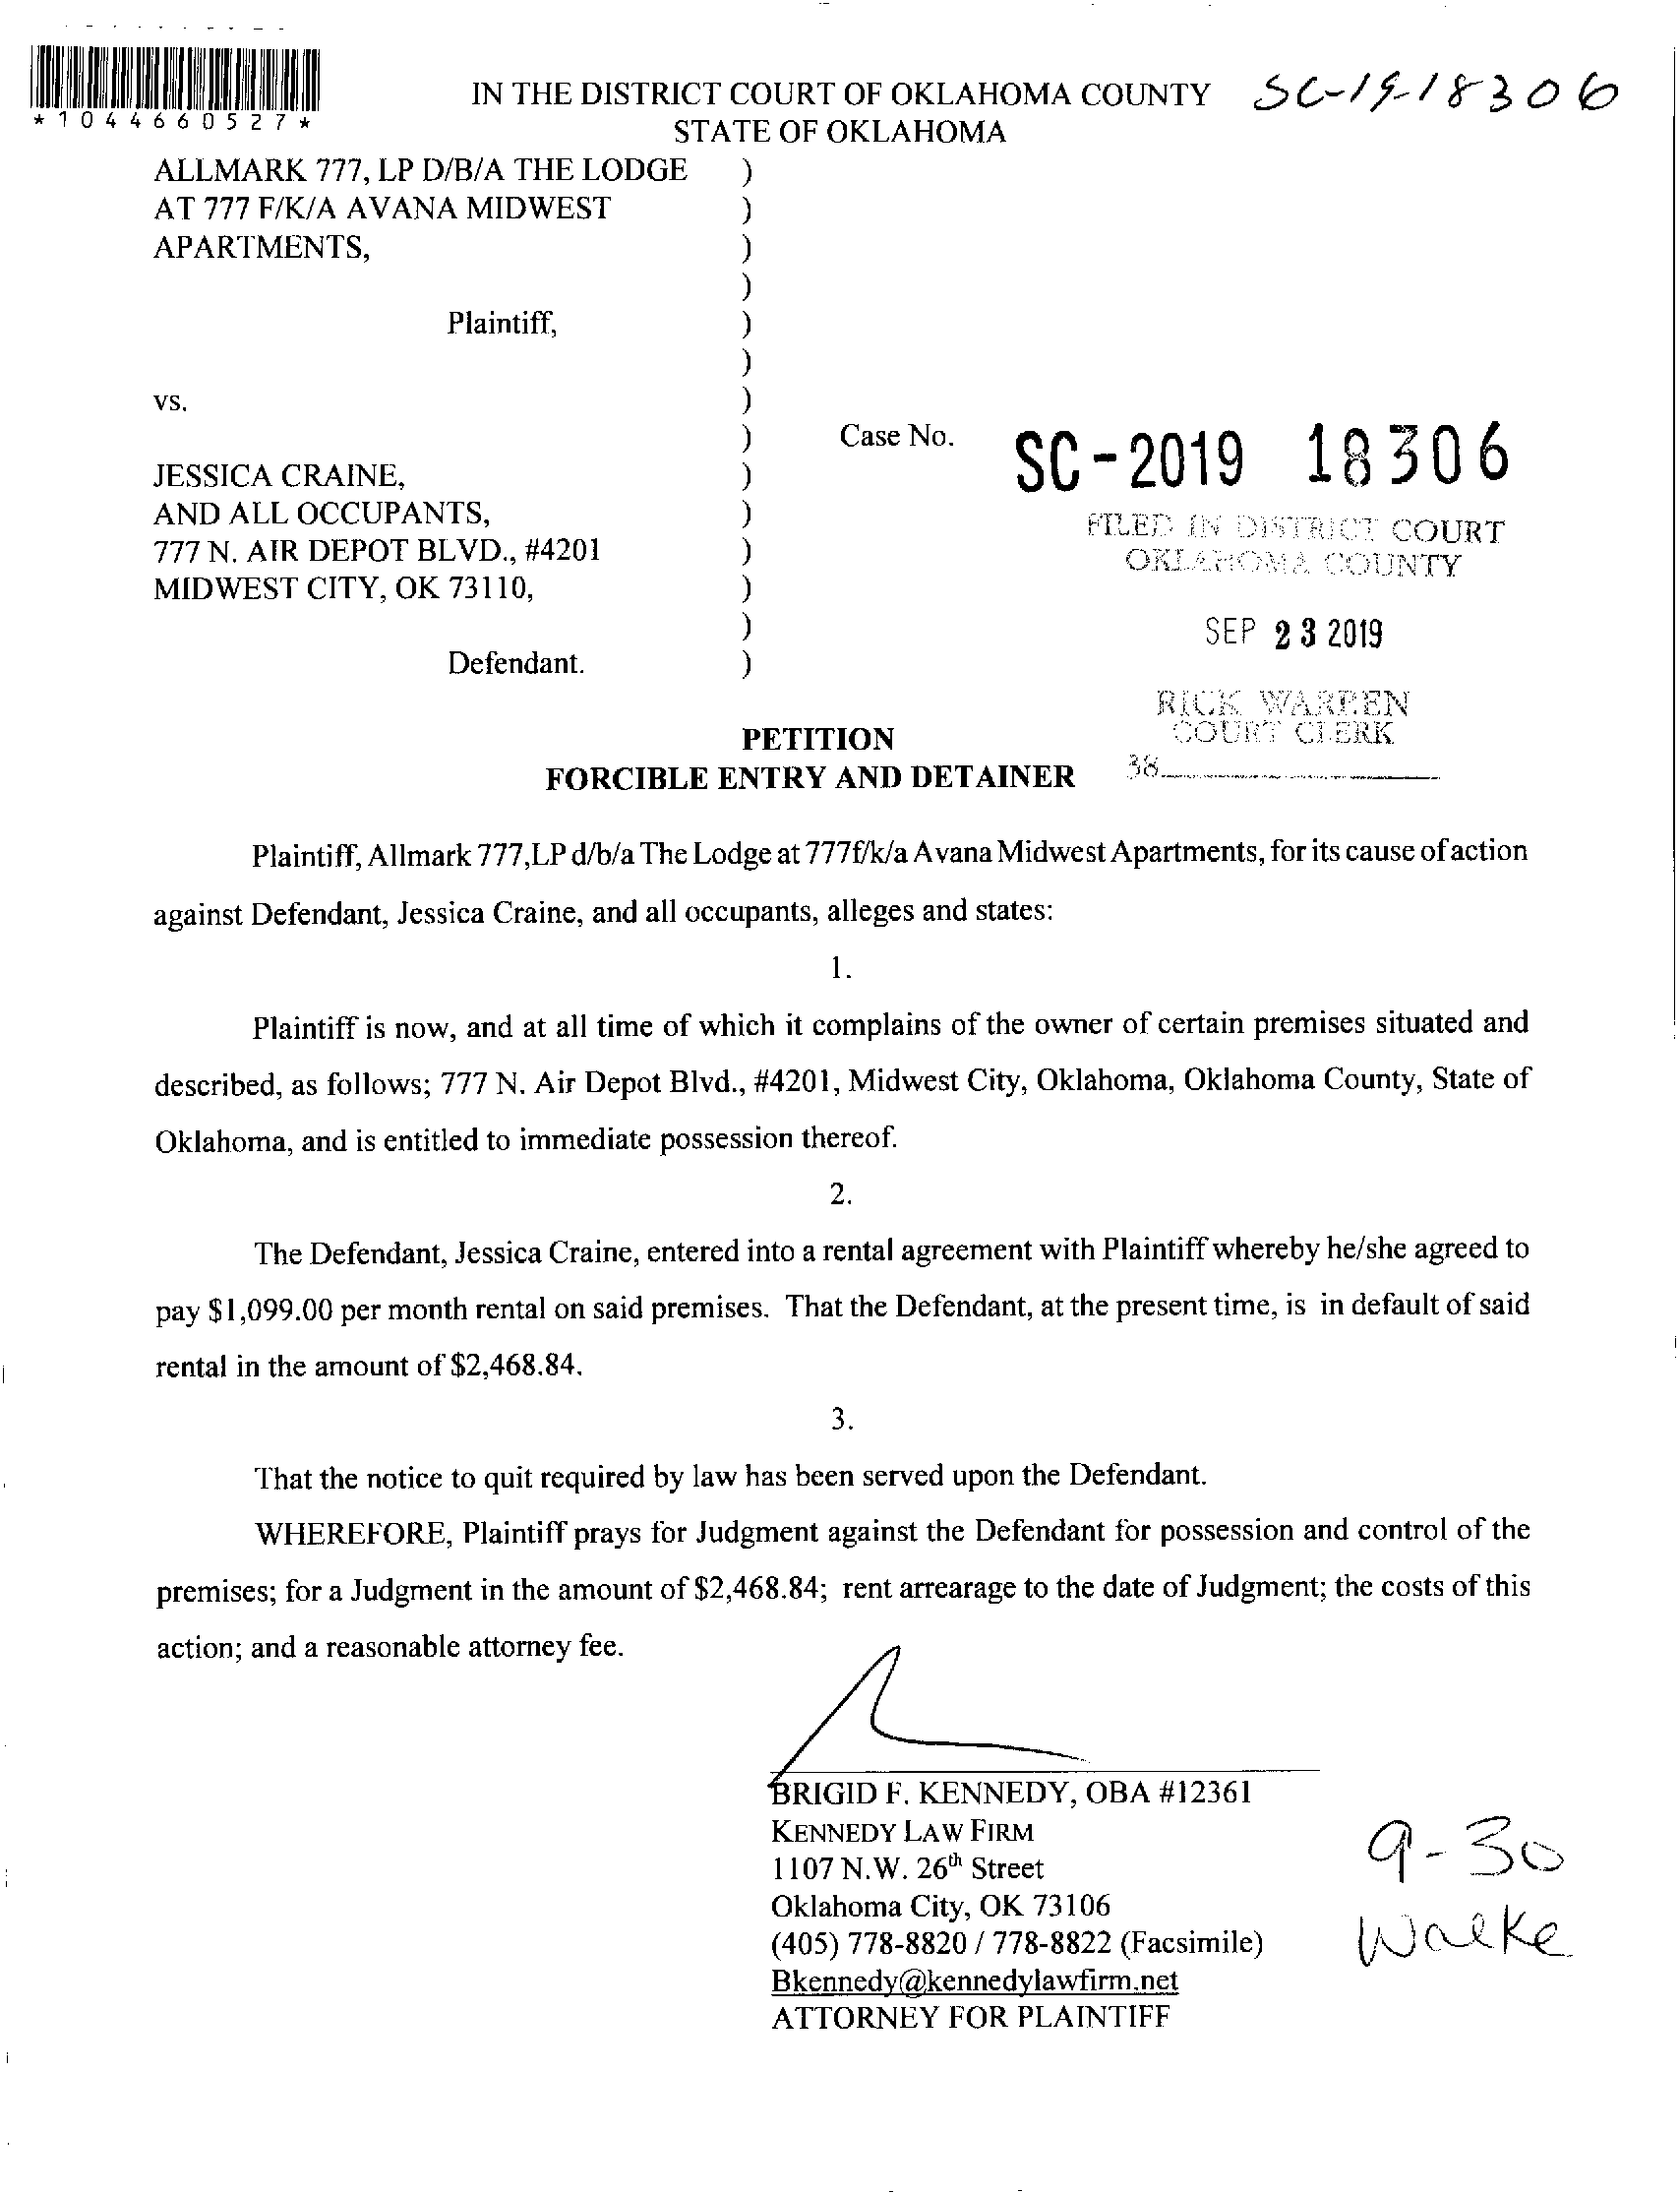 IN THE DISTRICT COURT OF OKLAHOMA COUNTY SC-19-18306
*1044660527*
STATE OF OKLAHOMA
ALLMARK 777, LP D/B/A THE LODGE )
AT 777 F/K/A AVANA MIDWEST )
APARTMENTS, )
)
Plaintiff, )
)
vs. )
) Case No. SC-2019 18306
JESSICA CRAINE, )
AND ALL OCCUPANTS, ) FILED IN DISTRICT COURT
777 N. AIR DEPOT BLVD., #4201 ) OKLAHOMA COUNTY
MIDWEST CITY, OK 73110, )
) SEP 23 2019
Defendant. )
RICK WARREN
PETITION COURT CLERK
FORCIBLE ENTRY AND DETAINER 38
Plaintiff, Allmark 777,LP d/b/a The Lodge at 777f/k/a Avana Midwest Apartments, for its cause of action
against Defendant, Jessica Craine, and all occupants, alleges and states:
1.
Plaintiff is now, and at all time of which it complains of the owner of certain premises situated and
described, as follows; 777 N. Air Depot Blvd., #4201, Midwest City, Oklahoma, Oklahoma County, State of
Oklahoma, and is entitled to immediate possession thereof.
2.
The Defendant, Jessica Craine, entered into a rental agreement with Plaintiff whereby he/she agreed to
pay $1,099.00 per month rental on said premises. That the Defendant, at the present time, is in default of said
rental in the amount of $2,468.84.
3.
That the notice to quit required by law has been served upon the Defendant.
WHEREFORE, Plaintiff prays for Judgment against the Defendant for possession and control of the
premises; for a Judgment in the amount of $2,468.84; rent arrearage to the date of Judgment; the costs of this
action; and a reasonable attorney fee.
BRIGID F. KENNEDY, OBA #12361
KENNEDY LAW FIRM
1107 N.W. 26th Street
Oklahoma City, OK 73106
(405) 778-8820 / 778-8822 (Facsimile)
Bkennedy@kennedylawfirm.net
ATTORNEY FOR PLAINTIFF
9-30
Walke